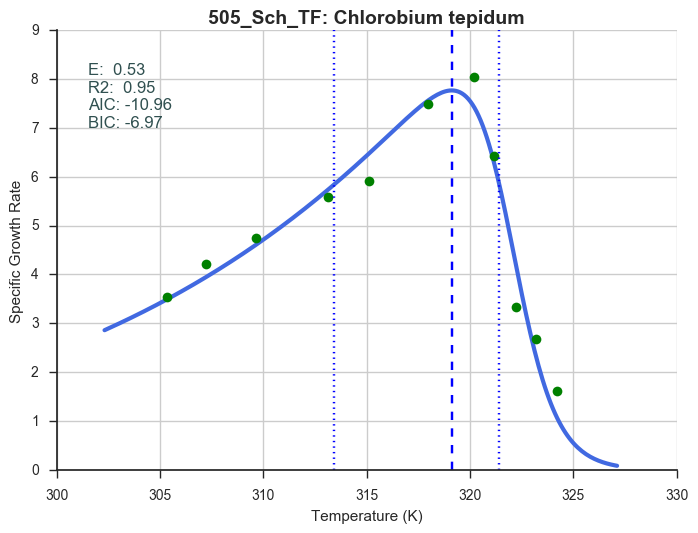 505_Sch_TF: Chlorobium tepidum
E:  0.53
R2:  0.95
AIC: -10.96
BIC: -6.97
9
8
7
6
5
4
3
2
1
0
Specific Growth Rate
300 305 310 315 320 325 330
Temperature (K)